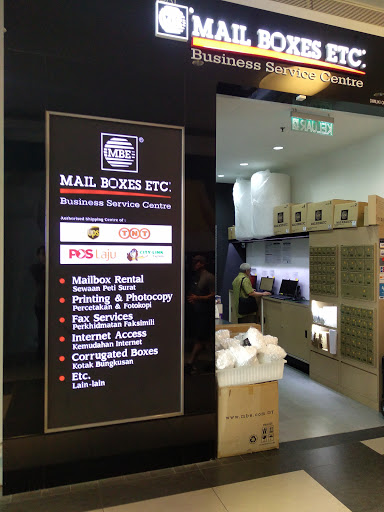 MBE ®
MAIL BOXES ETC.®
Business Service Centre
KELUAR
MBE ®
MAIL BOXES ETC.®
Business Service Centre
Authorised Shipping Centre of :
ups
TNT
POS Laju
• Mailbox Rental
Sewaan Peti Surat
• Printing & Photocopy
Percetakan & Fotokopi
• Fax Services
Perkhidmatan Faksimili
• Internet Access
Kemudahan Internet
• Corrugated Boxes
Kotak Bungkusan
• Etc.
Lain-lain
www.mbe.com.my